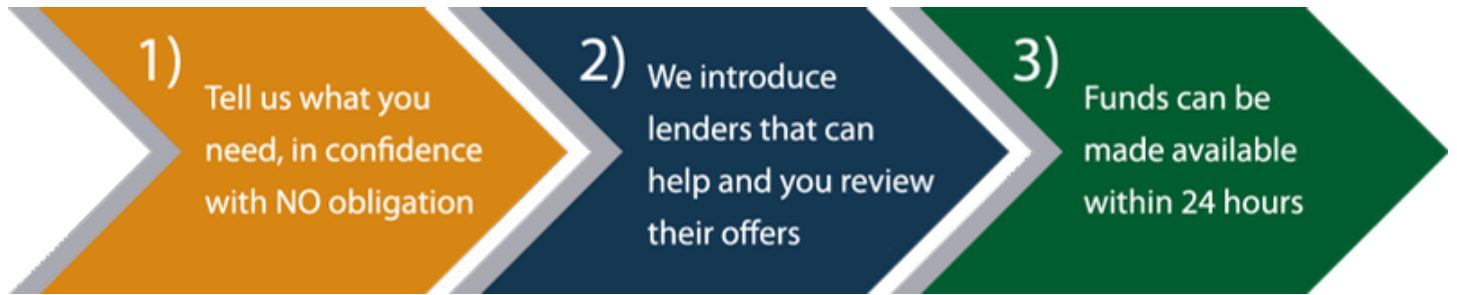 1)
Tell us what you
need, in confidence
with NO obligation
2)
We introduce
lenders that can
help and you review
their offers
3)
Funds can be
made available
within 24 hours